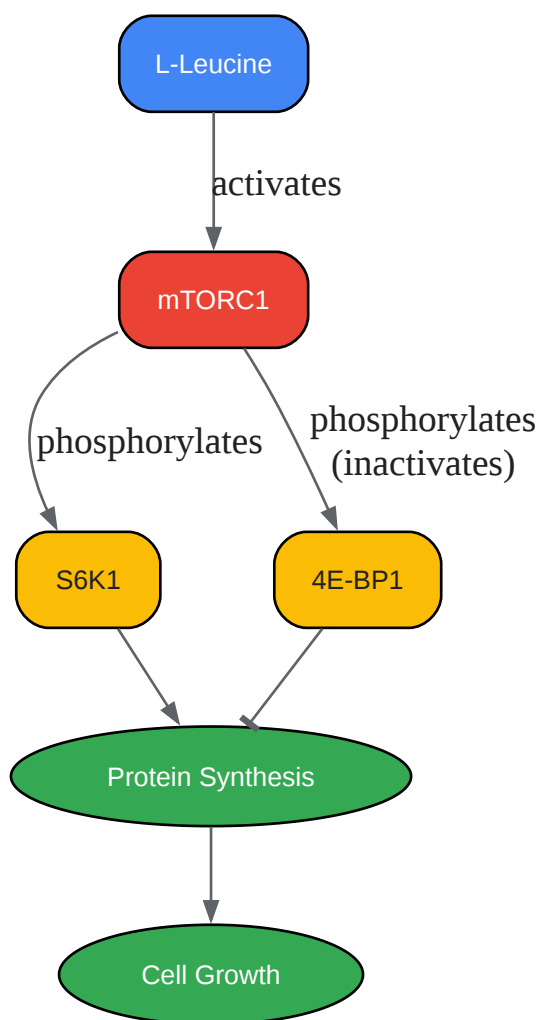 L-Leucine
activates
mTORC1
phosphorylates
phosphorylates
(inactivates)
S6K1
4E-BP1
Protein Synthesis
Cell Growth